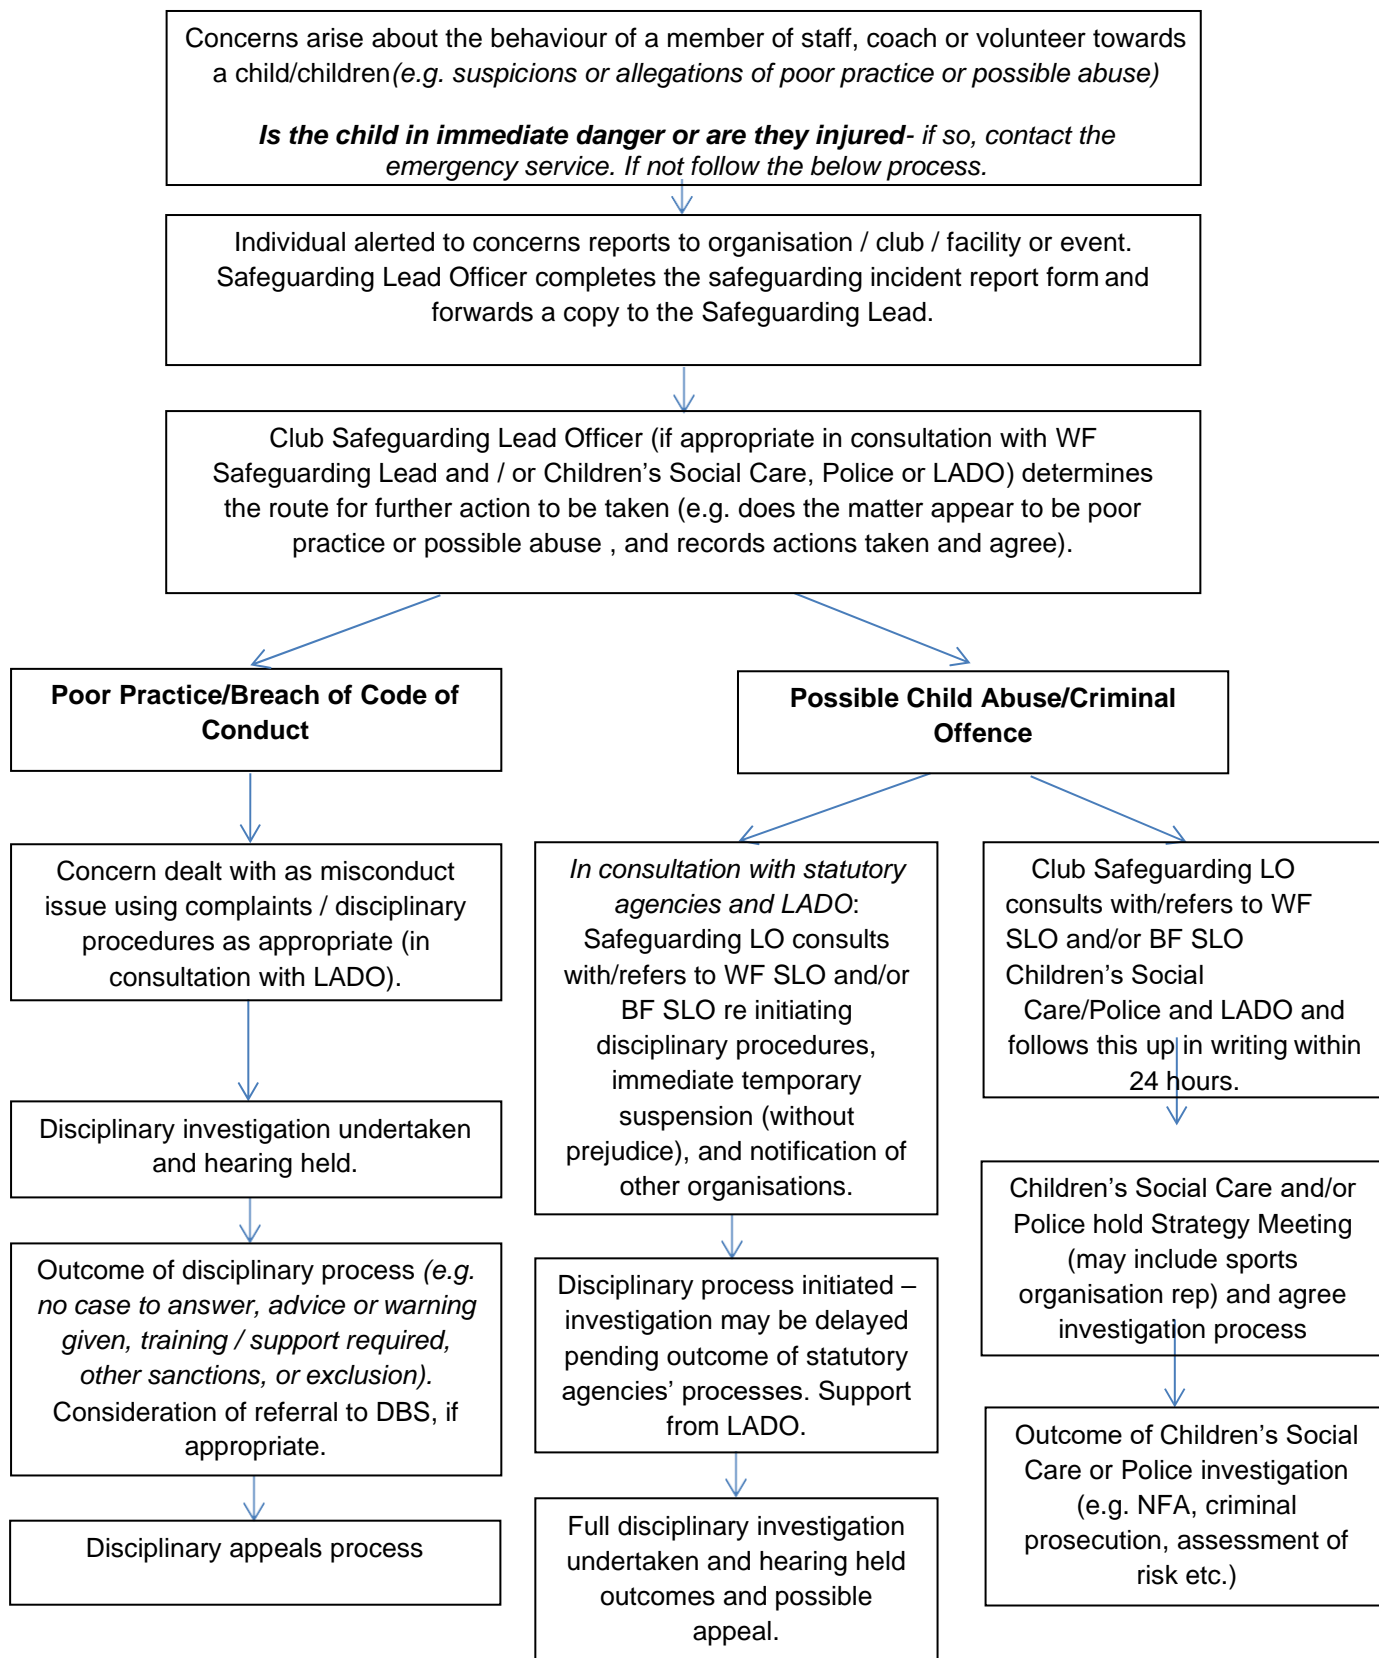 Concerns arise about the behaviour of a member of staff, coach or volunteer towards
a child/children(e.g. suspicions or allegations of poor practice or possible abuse)
Is the child in immediate danger or are they injured- if so, contact the
emergency service. If not follow the below process.
Individual alerted to concerns reports to organisation / club / facility or event.
Safeguarding Lead Officer completes the safeguarding incident report form and
forwards a copy to the Safeguarding Lead.
Club Safeguarding Lead Officer (if appropriate in consultation with WF
Safeguarding Lead and / or Children's Social Care, Police or LADO) determines
the route for further action to be taken (e.g. does the matter appear to be poor
practice or possible abuse , and records actions taken and agree).
Poor Practice/Breach of Code of
Conduct
Possible Child Abuse/Criminal
Offence
Concern dealt with as misconduct
issue using complaints / disciplinary
procedures as appropriate (in
consultation with LADO).
In consultation with statutory
agencies and LADO:
Safeguarding LO consults
with/refers to WF SLO and/or
BF SLO re initiating
disciplinary procedures,
immediate temporary
suspension (without
prejudice), and notification of
other organisations.
Club Safeguarding LO
consults with/refers to WF
SLO and/or BF SLO
Children's Social
Care/Police and LADO and
follows this up in writing within
24 hours.
Disciplinary investigation undertaken
and hearing held.
Children's Social Care and/or
Police hold Strategy Meeting
(may include sports
organisation rep) and agree
investigation process
Outcome of disciplinary process (e.g.
no case to answer, advice or warning
given, training / support required,
other sanctions, or exclusion).
Consideration of referral to DBS, if
appropriate.
Disciplinary process initiated –
investigation may be delayed
pending outcome of statutory
agencies' processes. Support
from LADO.
Outcome of Children's Social
Care or Police investigation
(e.g. NFA, criminal
prosecution, assessment of
risk etc.)
Disciplinary appeals process
Full disciplinary investigation
undertaken and hearing held
outcomes and possible
appeal.